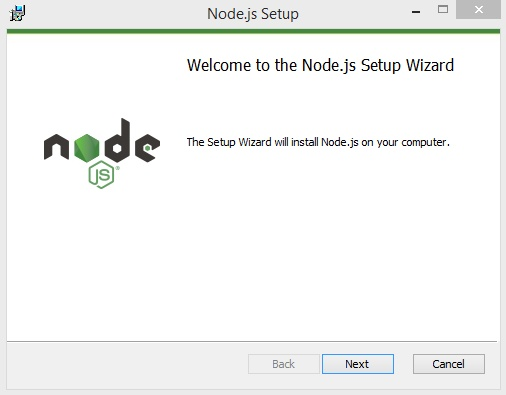 Node.js Setup
Welcome to the Node.js Setup Wizard
node
JS
The Setup Wizard will install Node.js on your computer.
Back
Next
Cancel